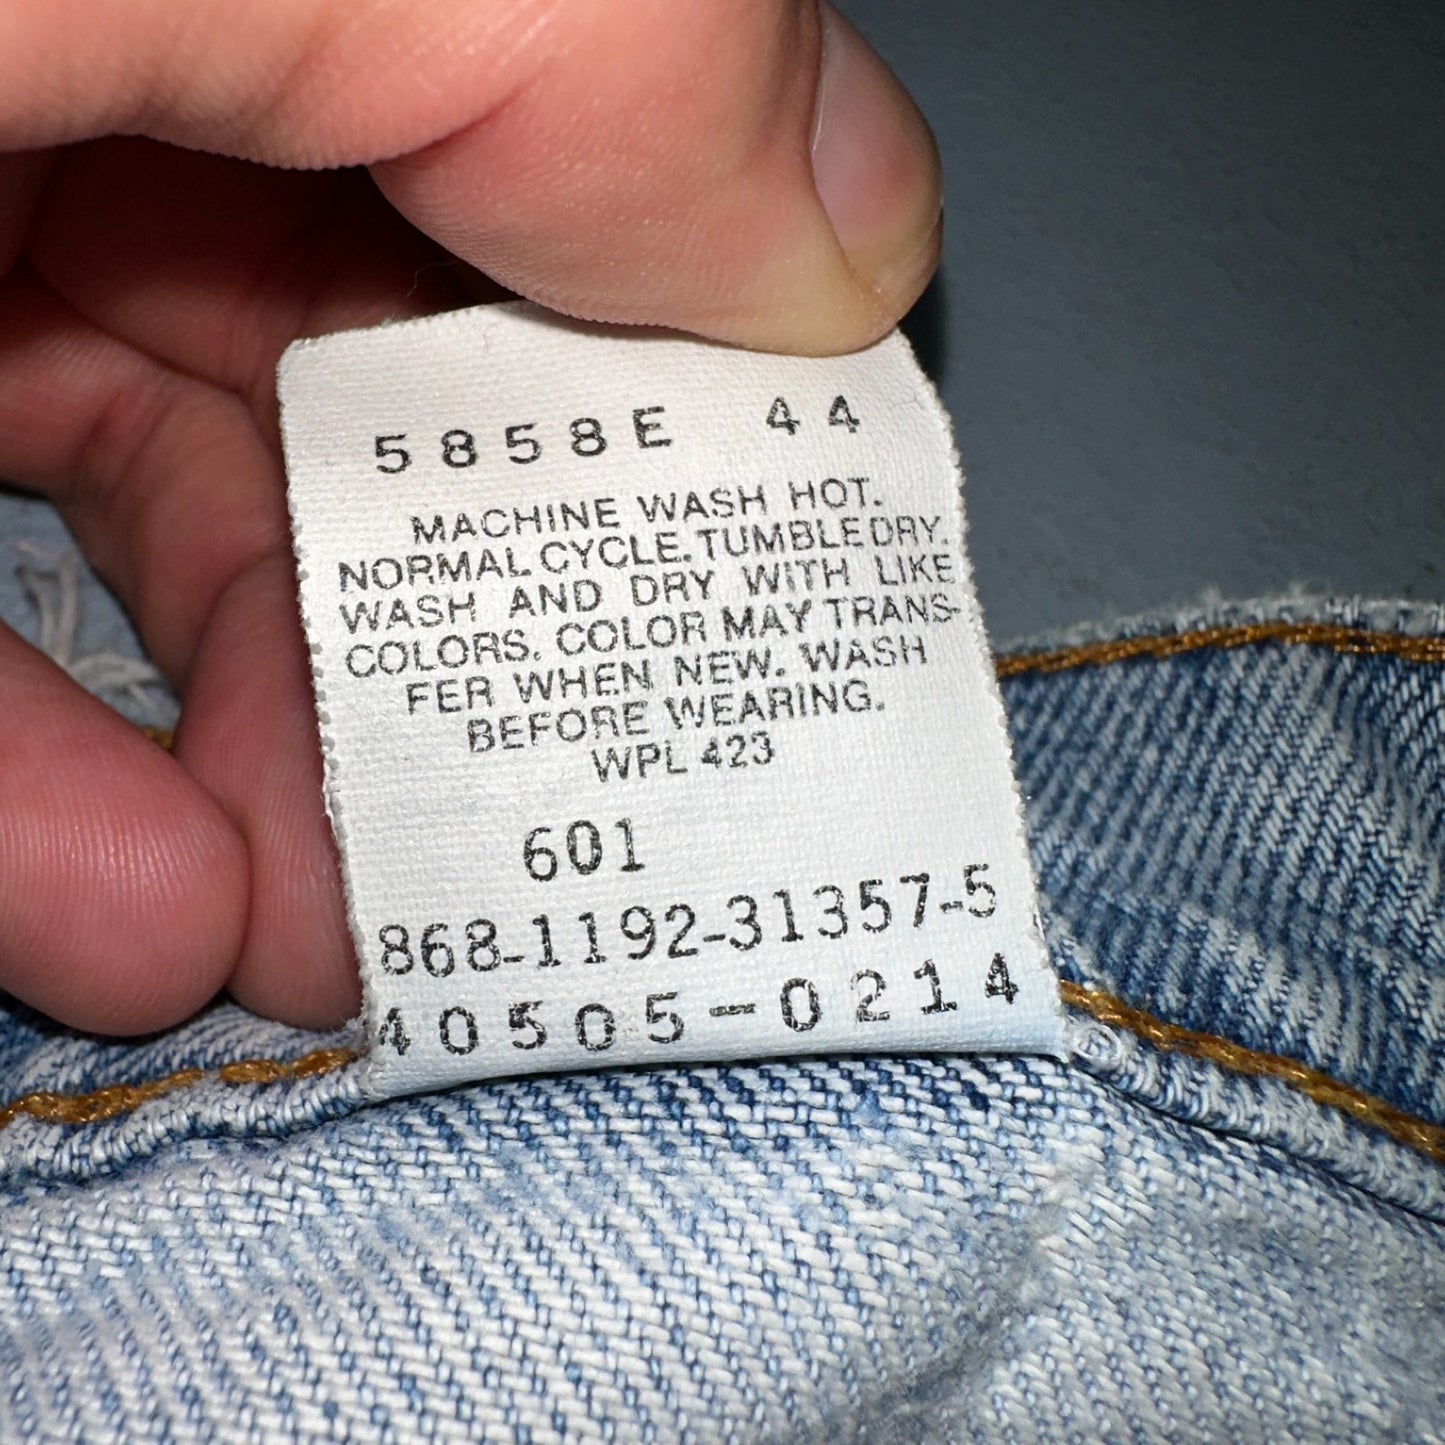 5858E 44
MACHINE WASH HOT.
NORMAL CYCLE. TUMBLE DRY.
WASH AND DRY WITH LIKE
COLORS. COLOR MAY TRANS-
FER WHEN NEW. WASH
BEFORE WEARING.
WPL 423
601
868-1192-31357-5
40505-0214